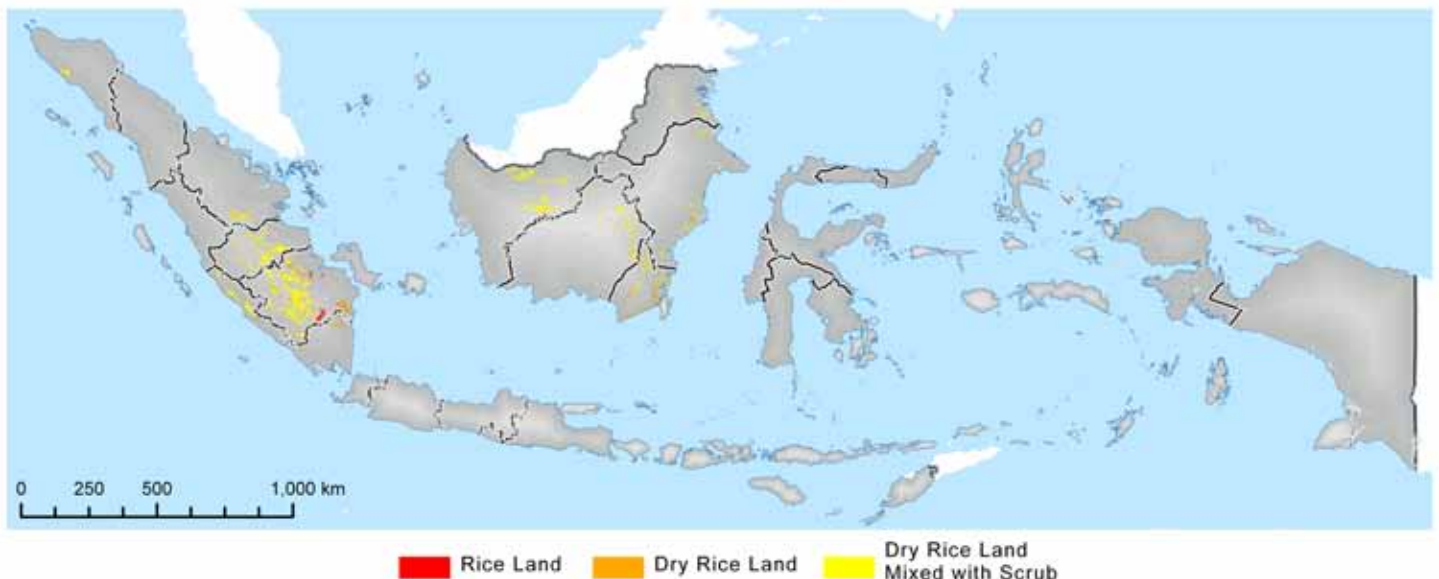 0 250 500 1,000 km
Rice Land
Dry Rice Land
Dry Rice Land
Mixed with Scrub